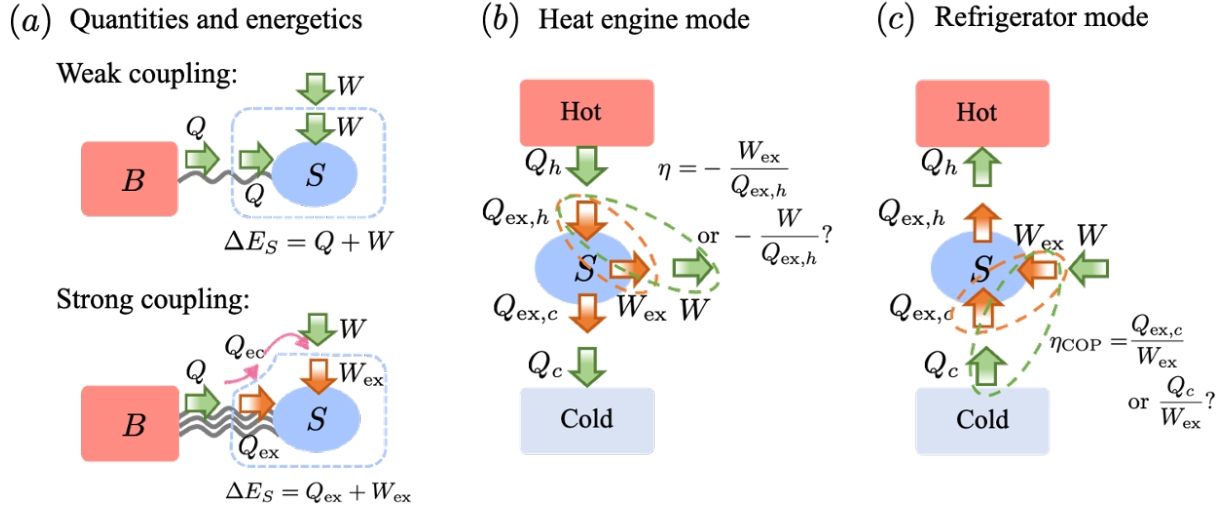 (a) Quantities and energetics
Weak coupling:
W
W
Q
B
Q
S
ΔE_S = Q + W
Strong coupling:
W
Q_ec
Q
W_ex
B
S
Q_ex
ΔE_S = Q_ex + W_ex
(b) Heat engine mode
Hot
Q_h
η = − W_ex / Q_ex,h
or − W / Q_ex,h ?
Q_ex,h
S
Q_ex,c
W_ex
W
Q_c
Cold
(c) Refrigerator mode
Hot
Q_h
Q_ex,h
W_ex
W
S
Q_ex,c
Q_c
η_COP = Q_ex,c / W_ex
or Q_c / W_ex ?
Cold